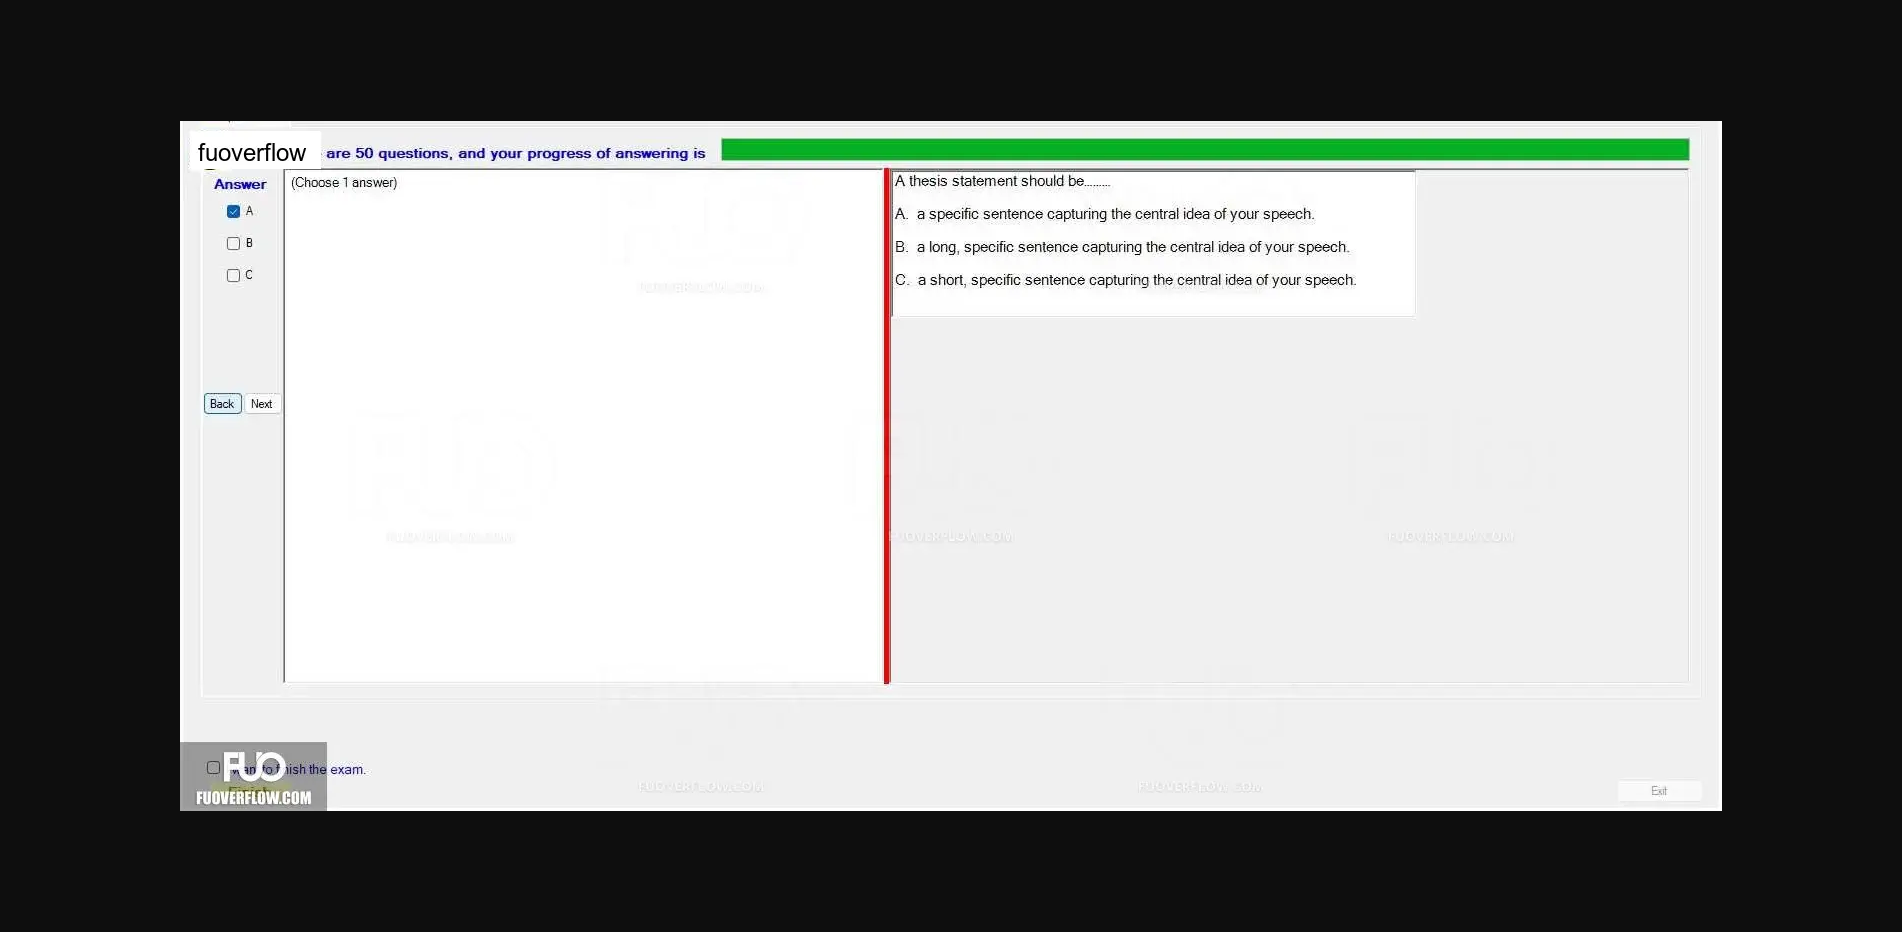 fuoverflow are 50 questions, and your progress of answering is
Answer
(Choose 1 answer)
A
B
C
Back Next
A thesis statement should be.........
A. a specific sentence capturing the central idea of your speech.
B. a long, specific sentence capturing the central idea of your speech.
C. a short, specific sentence capturing the central idea of your speech.
FUOVERFLOW.COM
FUOVERFLOW.COM
FUOVERFLOW.COM
FUOVERFLOW.COM
FUO
want to finish the exam.
Finish
FUOVERFLOW.COM
FUOVERFLOW.COM
FUOVERFLOW.COM
Exit